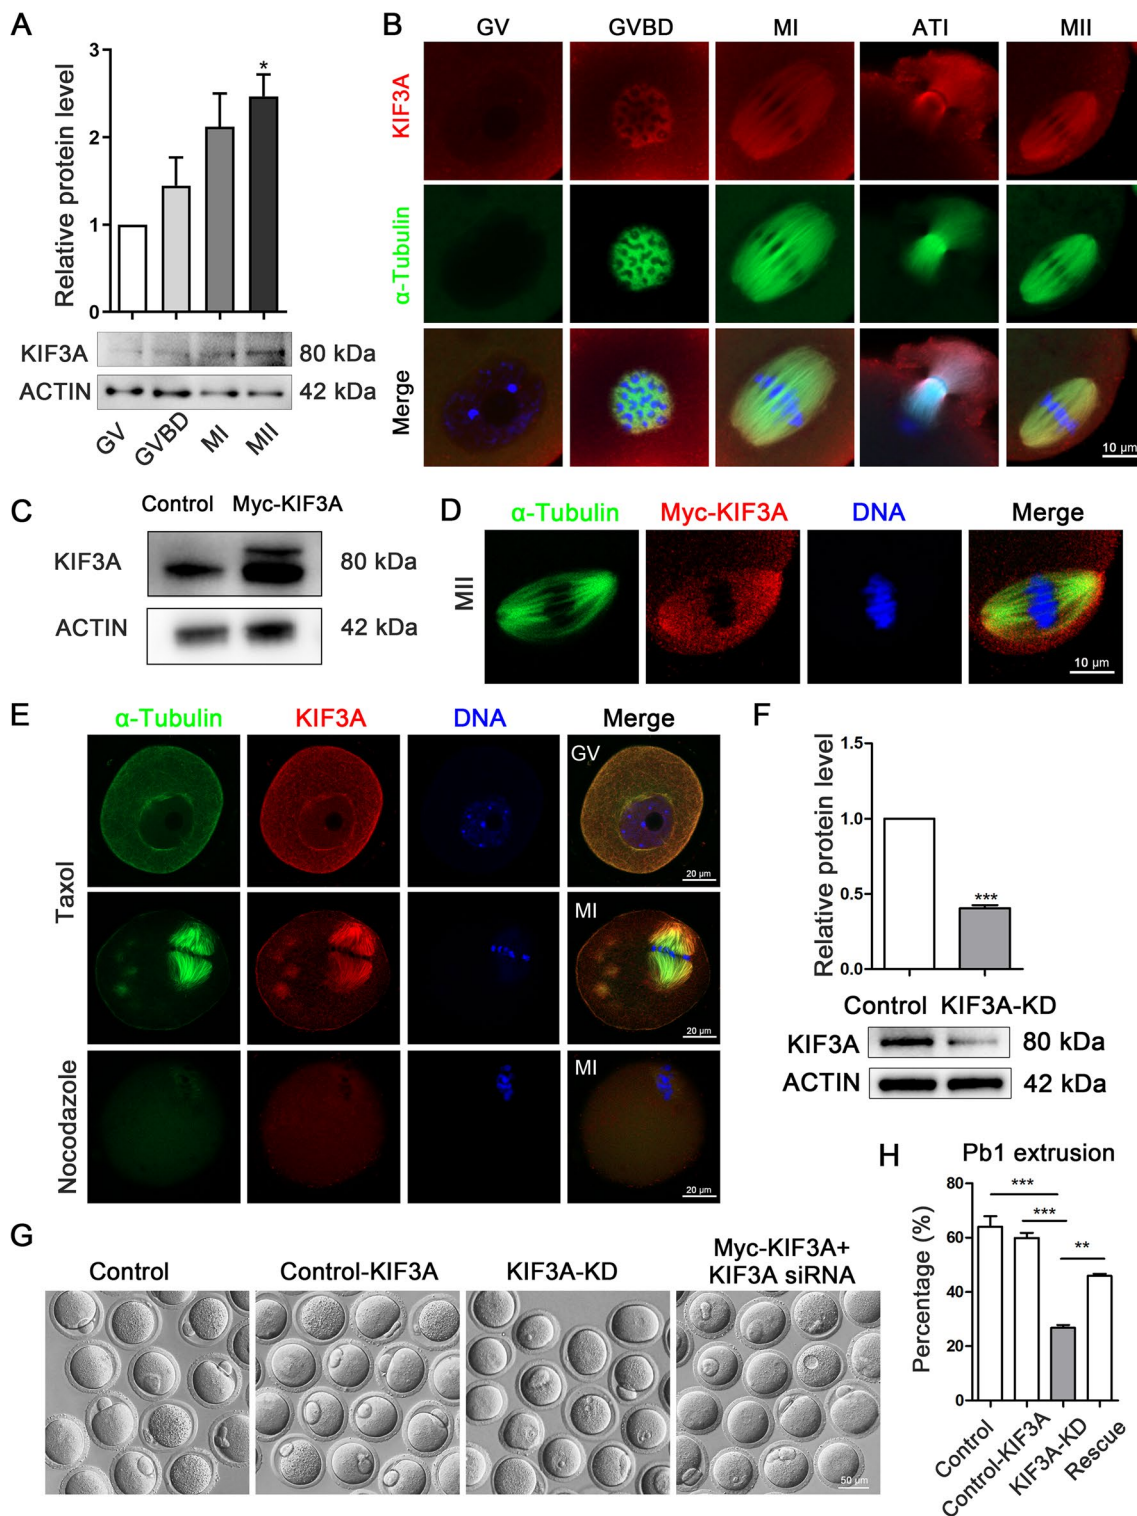 A
Relative protein level
3
2
1
0
*
KIF3A
80 kDa
ACTIN
42 kDa
GV
GVBD
MI
MII
B
GV
GVBD
MI
ATI
MII
KIF3A
α-Tubulin
Merge
10 µm
C
Control
Myc-KIF3A
KIF3A
80 kDa
ACTIN
42 kDa
D
α-Tubulin
Myc-KIF3A
DNA
Merge
MII
10 µm
E
α-Tubulin
KIF3A
DNA
Merge
Taxol
GV
20 µm
MI
20 µm
Nocodazole
MI
20 µm
F
Relative protein level
1.5
1.0
0.5
0.0
***
Control
KIF3A-KD
KIF3A
80 kDa
ACTIN
42 kDa
G
Control
Control-KIF3A
KIF3A-KD
Myc-KIF3A+
KIF3A siRNA
50 µm
H
Pb1 extrusion
Percentage (%)
80
60
40
20
0
***
***
**
Control
Control-KIF3A
KIF3A-KD
Rescue